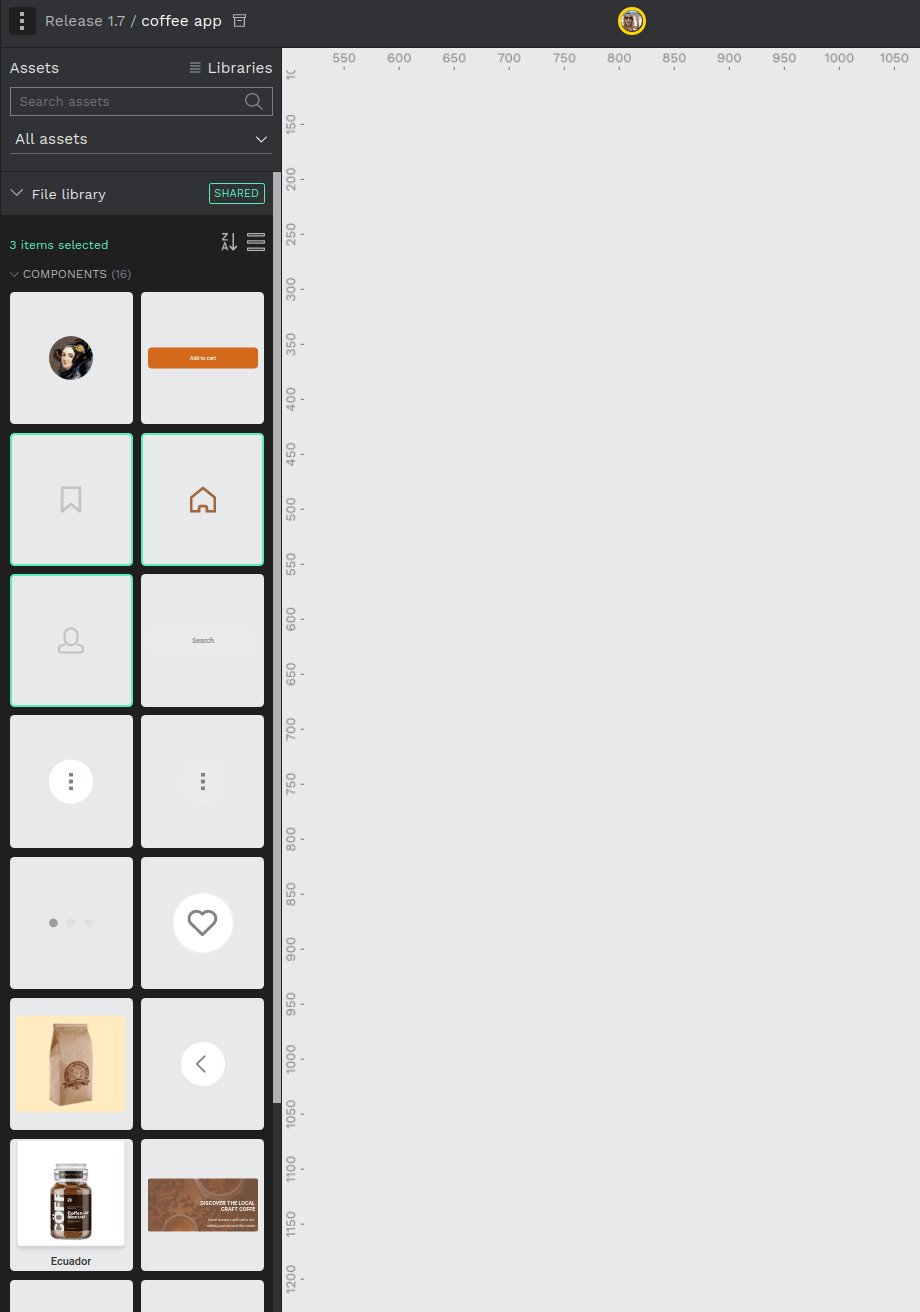 Release 1.7 / coffee app
Assets
Libraries
Search assets
All assets
File library
SHARED
3 items selected
Z
A
COMPONENTS (16)
Add to cart
Search
DISCOVER THE LOCAL
CRAFT COFFE
Ecuador
550 600 650 700 750 800 850 900 950 1000 1050
150
200
250
300
350
400
450
500
550
600
650
700
750
800
850
900
950
1000
1050
1100
1150
1200